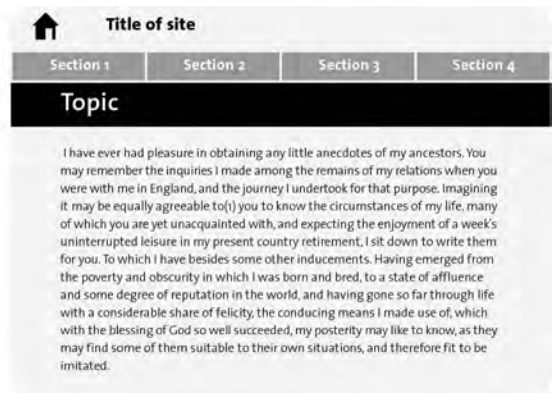 Title of site
Section 1 Section 2 Section 3 Section 4
Topic
I have ever had pleasure in obtaining any little anecdotes of my ancestors. You
may remember the inquiries I made among the remains of my relations when you
were with me in England, and the journey I undertook for that purpose. Imagining
it may be equally agreeable to(1) you to know the circumstances of my life, many
of which you are yet unacquainted with, and expecting the enjoyment of a week's
uninterrupted leisure in my present country retirement, I sit down to write them
for you. To which I have besides some other inducements. Having emerged from
the poverty and obscurity in which I was born and bred, to a state of affluence
and some degree of reputation in the world, and having gone so far through life
with a considerable share of felicity, the conducing means I made use of, which
with the blessing of God so well succeeded, my posterity may like to know, as they
may find some of them suitable to their own situations, and therefore fit to be
imitated.